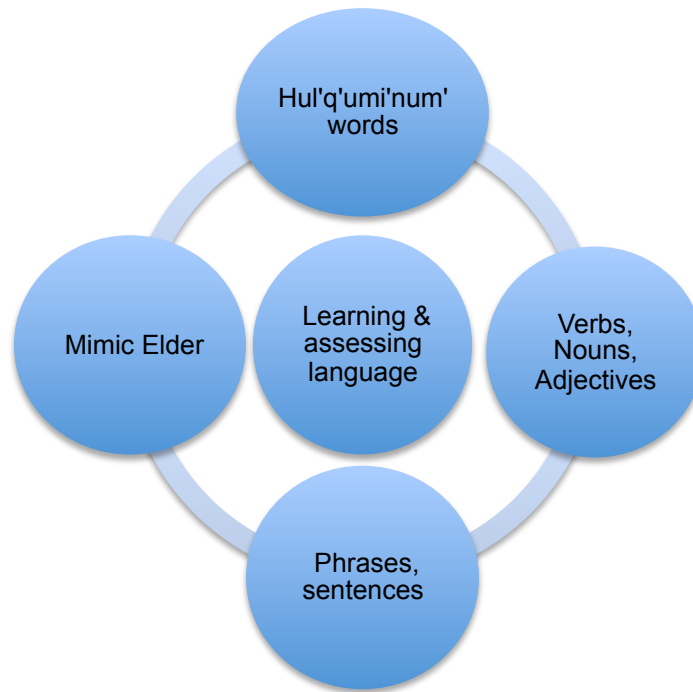 Hul'q'umi'num'
words
Mimic Elder
Learning &
assessing
language
Verbs,
Nouns,
Adjectives
Phrases,
sentences